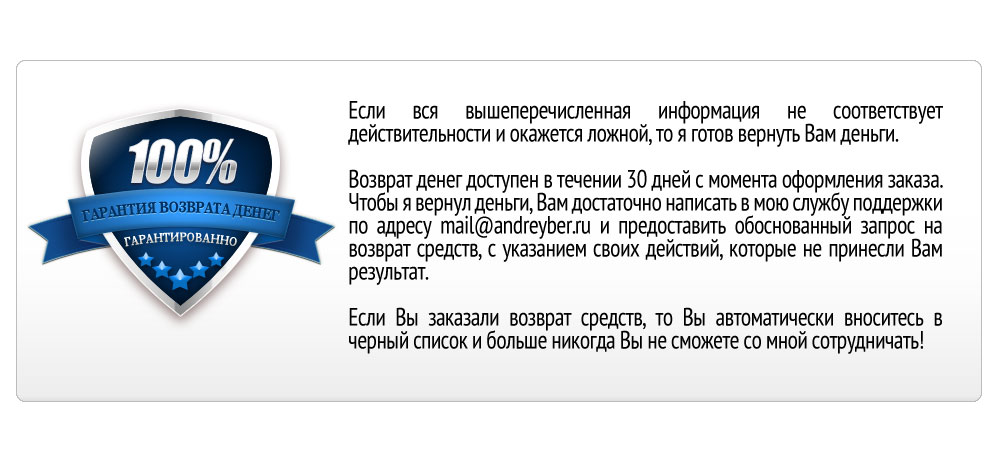 100%
ГАРАНТИЯ ВОЗВРАТА ДЕНЕГ
ГАРАНТИРОВАННО
Если вся вышеперечисленная информация не соответствует
действительности и окажется ложной, то я готов вернуть Вам деньги.
Возврат денег доступен в течении 30 дней с момента оформления заказа.
Чтобы я вернул деньги, Вам достаточно написать в мою службу поддержки
по адресу mail@andreyber.ru и предоставить обоснованный запрос на
возврат средств, с указанием своих действий, которые не принесли Вам
результат.
Если Вы заказали возврат средств, то Вы автоматически вноситесь в
черный список и больше никогда Вы не сможете со мной сотрудничать!